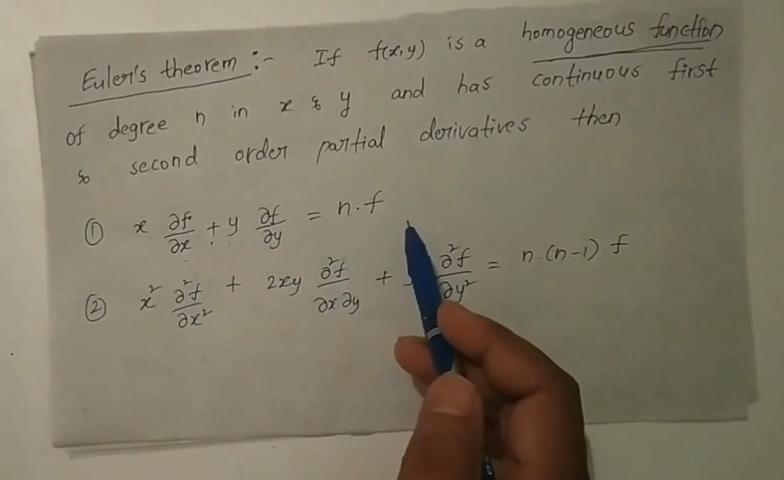 Euler's theorem :- If f(x,y) is a homogeneous function
of degree n in x & y and has continuous first
& second order partial derivatives then
① x ∂f/∂x + y ∂f/∂y = n.f
② x² ∂²f/∂x² + 2xy ∂²f/∂x∂y + ∂²f/∂y² = n.(n-1) f